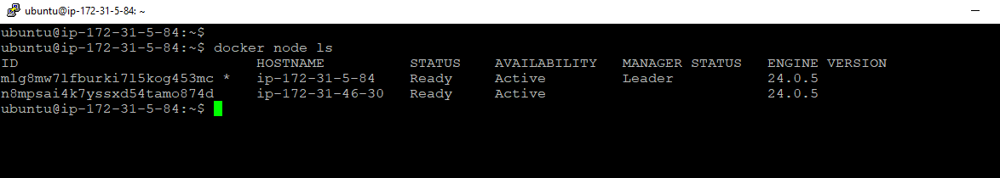 ubuntu@ip-172-31-5-84: ~
ubuntu@ip-172-31-5-84:~$
ubuntu@ip-172-31-5-84:~$ docker node ls
ID                            HOSTNAME          STATUS    AVAILABILITY   MANAGER STATUS   ENGINE VERSION
mlg8mw7lfburki7l5kog453mc *   ip-172-31-5-84    Ready     Active         Leader           24.0.5
n8mpsai4k7yssxd54tamo874d     ip-172-31-46-30   Ready     Active                          24.0.5
ubuntu@ip-172-31-5-84:~$